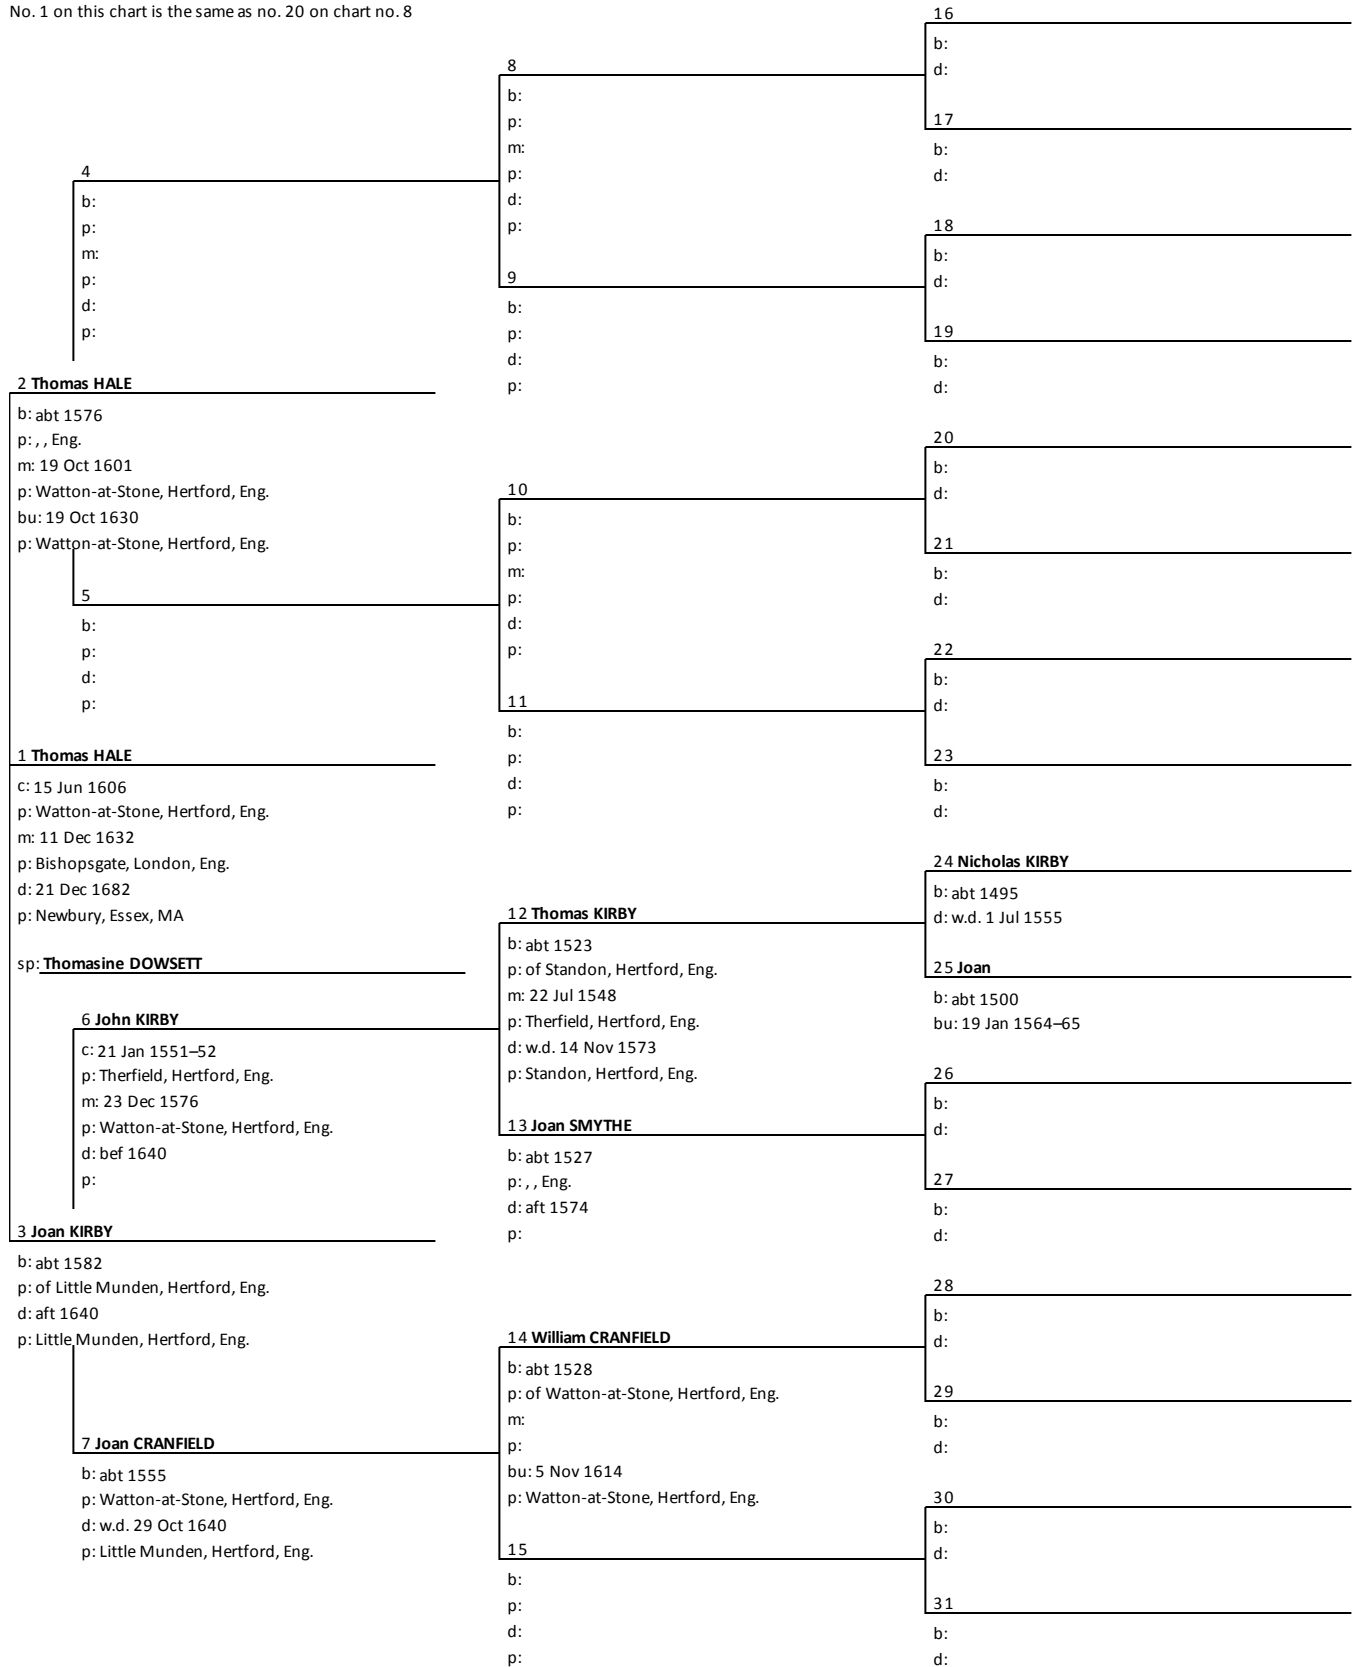 No. 1 on this chart is the same as no. 20 on chart no. 8
4
b:
p:
m:
p:
d:
p:
2 Thomas HALE
b: abt 1576
p: , , Eng.
m: 19 Oct 1601
p: Watton-at-Stone, Hertford, Eng.
bu: 19 Oct 1630
p: Watton-at-Stone, Hertford, Eng.
5
b:
p:
d:
p:
1 Thomas HALE
c: 15 Jun 1606
p: Watton-at-Stone, Hertford, Eng.
m: 11 Dec 1632
p: Bishopsgate, London, Eng.
d: 21 Dec 1682
p: Newbury, Essex, MA
sp: Thomasine DOWSETT
6 John KIRBY
c: 21 Jan 1551–52
p: Therfield, Hertford, Eng.
m: 23 Dec 1576
p: Watton-at-Stone, Hertford, Eng.
d: bef 1640
p:
3 Joan KIRBY
b: abt 1582
p: of Little Munden, Hertford, Eng.
d: aft 1640
p: Little Munden, Hertford, Eng.
7 Joan CRANFIELD
b: abt 1555
p: Watton-at-Stone, Hertford, Eng.
d: w.d. 29 Oct 1640
p: Little Munden, Hertford, Eng.
8
b:
p:
m:
p:
d:
p:
9
b:
p:
d:
p:
10
b:
p:
m:
p:
d:
p:
11
b:
p:
d:
p:
12 Thomas KIRBY
b: abt 1523
p: of Standon, Hertford, Eng.
m: 22 Jul 1548
p: Therfield, Hertford, Eng.
d: w.d. 14 Nov 1573
p: Standon, Hertford, Eng.
13 Joan SMYTHE
b: abt 1527
p: , , Eng.
d: aft 1574
p:
14 William CRANFIELD
b: abt 1528
p: of Watton-at-Stone, Hertford, Eng.
m:
p:
bu: 5 Nov 1614
p: Watton-at-Stone, Hertford, Eng.
15
b:
p:
d:
p:
16
b:
d:
17
b:
d:
18
b:
d:
19
b:
d:
20
b:
d:
21
b:
d:
22
b:
d:
23
b:
d:
24 Nicholas KIRBY
b: abt 1495
d: w.d. 1 Jul 1555
25 Joan
b: abt 1500
bu: 19 Jan 1564–65
26
b:
d:
27
b:
d:
28
b:
d:
29
b:
d:
30
b:
d:
31
b:
d: